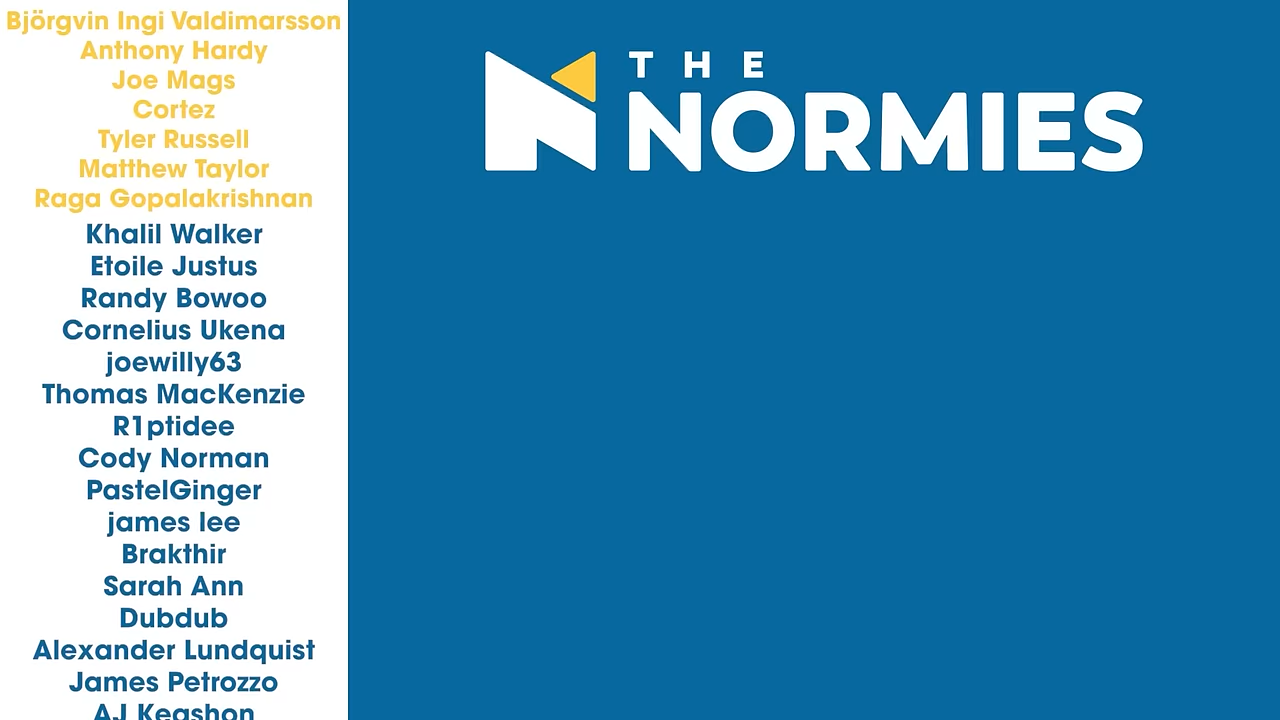 Björgvin Ingi Valdimarsson
Anthony Hardy
Joe Mags
Cortez
Tyler Russell
Matthew Taylor
Raga Gopalakrishnan
Khalil Walker
Etoile Justus
Randy Bowoo
Cornelius Ukena
joewilly63
Thomas MacKenzie
R1ptidee
Cody Norman
PastelGinger
james lee
Brakthir
Sarah Ann
Dubdub
Alexander Lundquist
James Petrozzo
AJ Keashon
THE
NORMIES